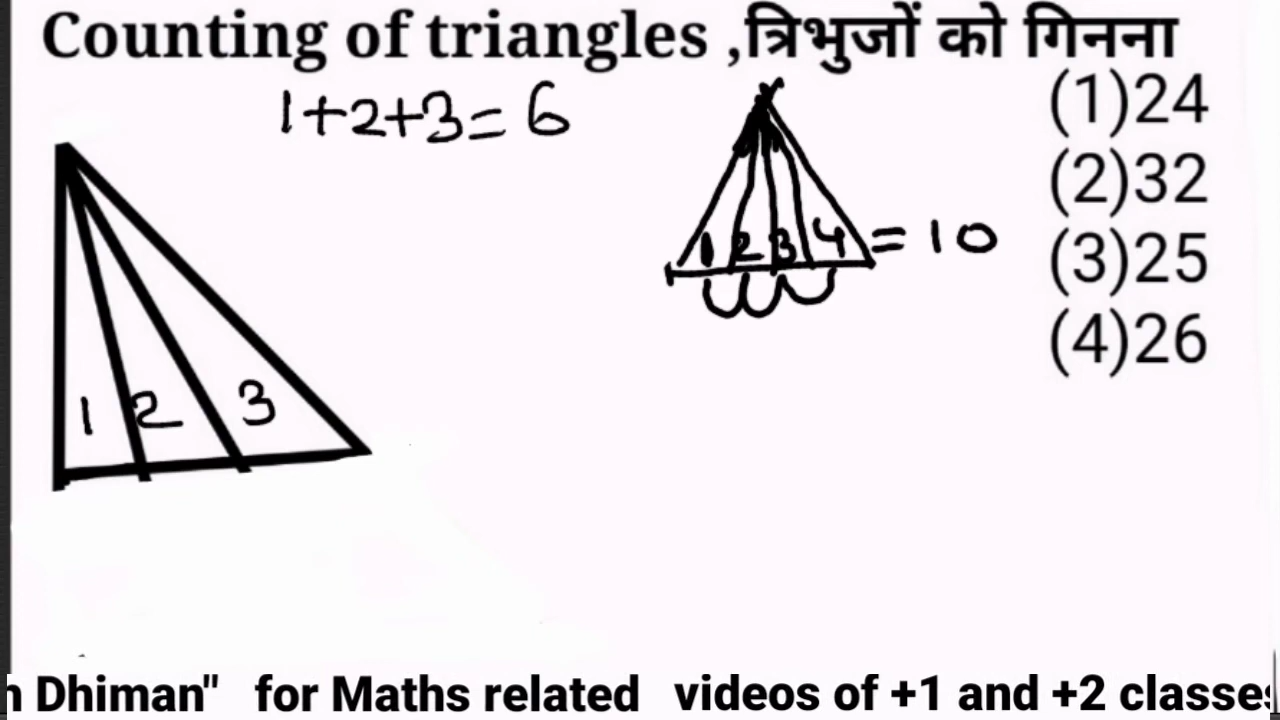 Counting of triangles ,त्रिभुजों को गिनना
1+2+3= 6
(1)24
(2)32
(3)25
(4)26
1 2 3 4 = 10
1 2 3
Dhiman" for Maths related videos of +1 and +2 classes